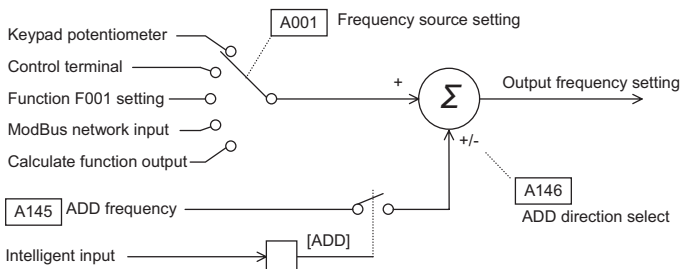 A001 Frequency source setting
Keypad potentiometer
Control terminal
Function F001 setting
ModBus network input
Calculate function output
+
Σ
Output frequency setting
+/-
A146
ADD direction select
A145 ADD frequency
Intelligent input
[ADD]